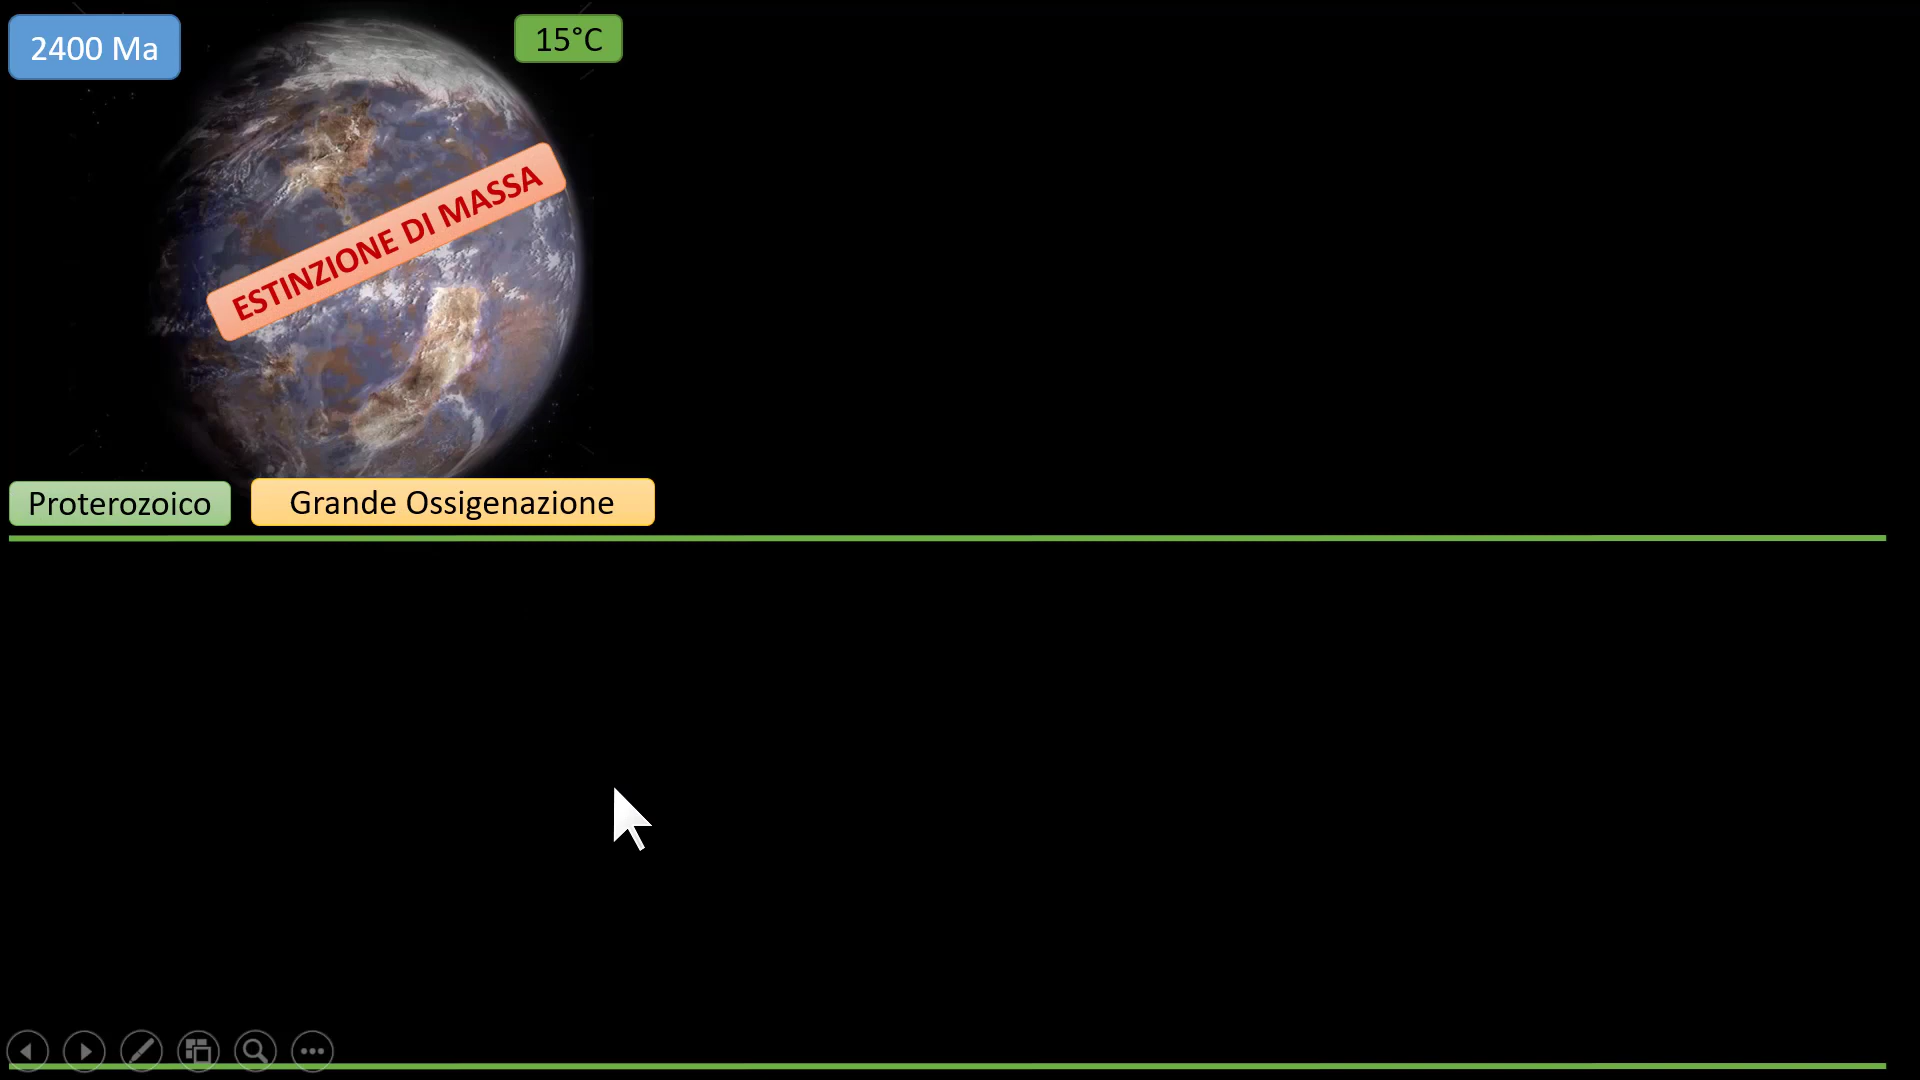 2400 Ma
15°C
ESTINZIONE DI MASSA
Proterozoico
Grande Ossigenazione